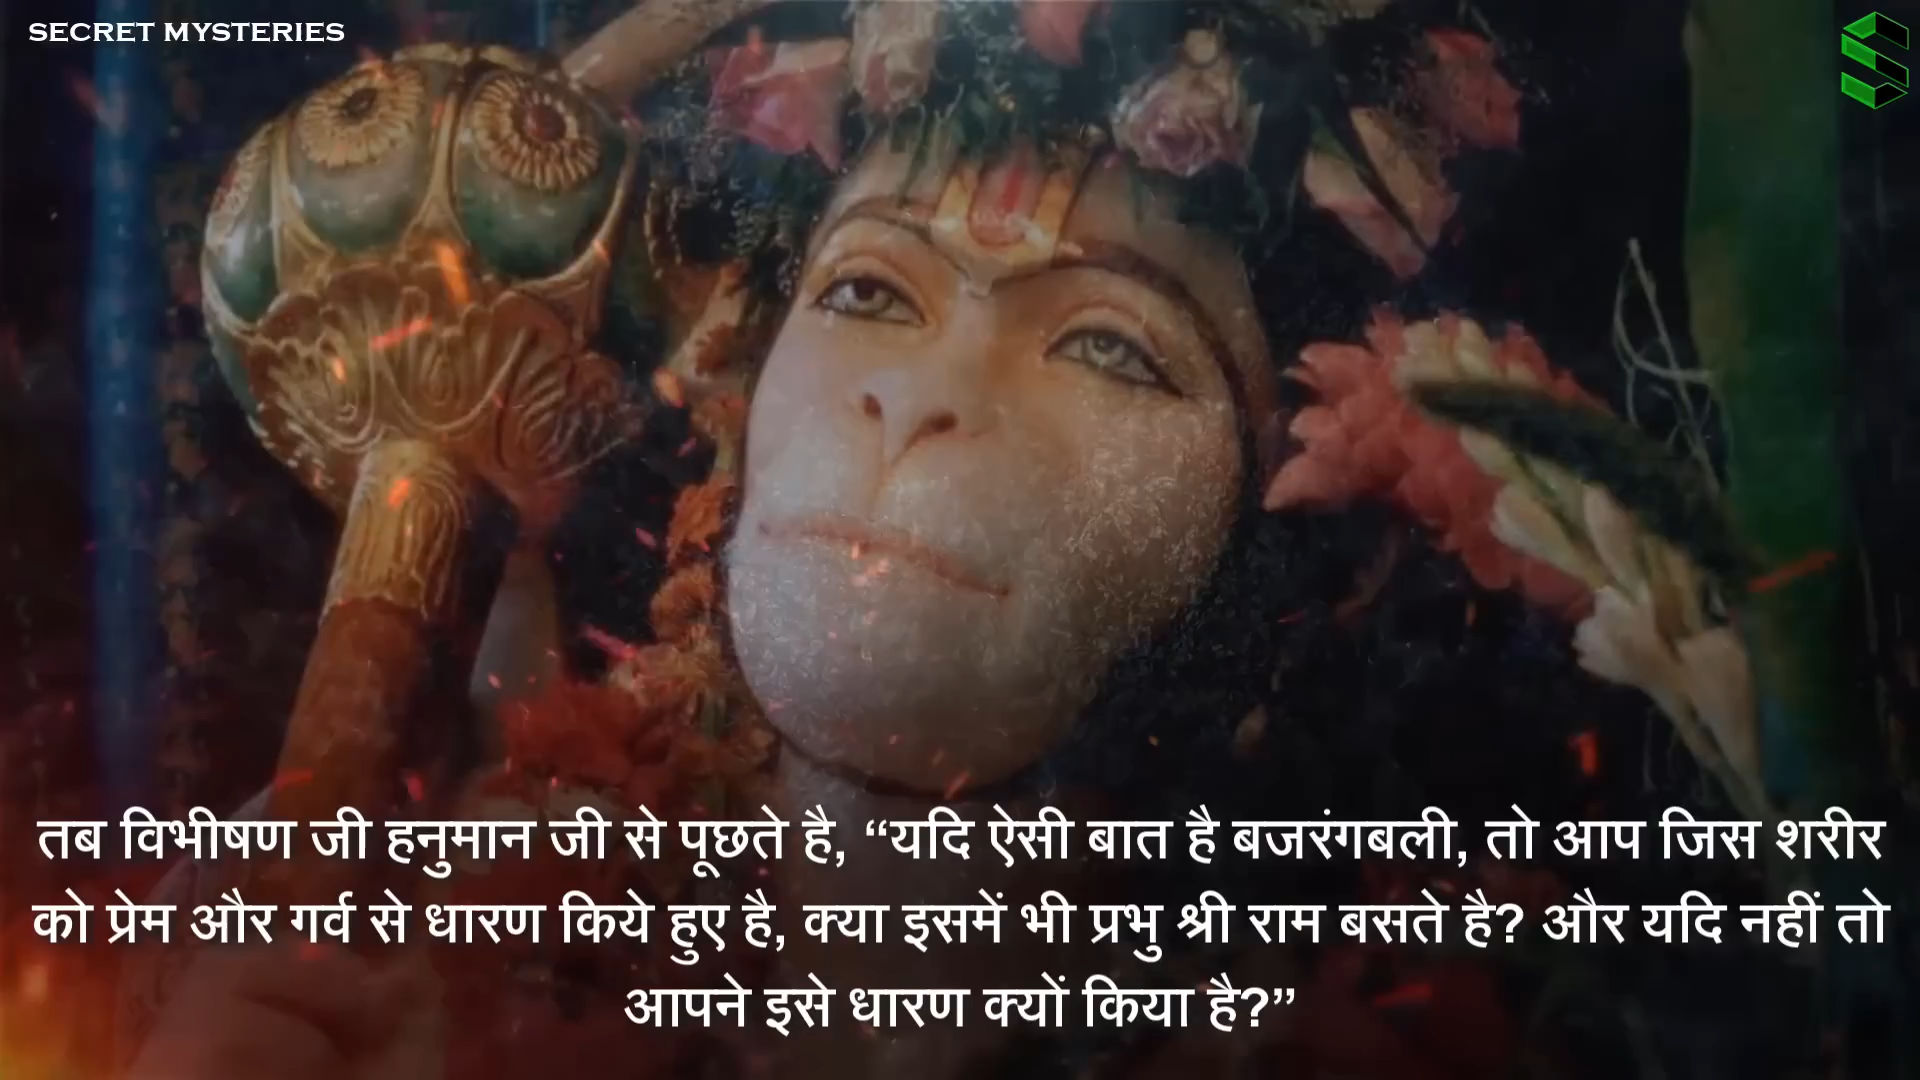 SECRET MYSTERIES
तब विभीषण जी हनुमान जी से पूछते है, “यदि ऐसी बात है बजरंगबली, तो आप जिस शरीर
को प्रेम और गर्व से धारण किये हुए है, क्या इसमें भी प्रभु श्री राम बसते है? और यदि नहीं तो
आपने इसे धारण क्यों किया है?”